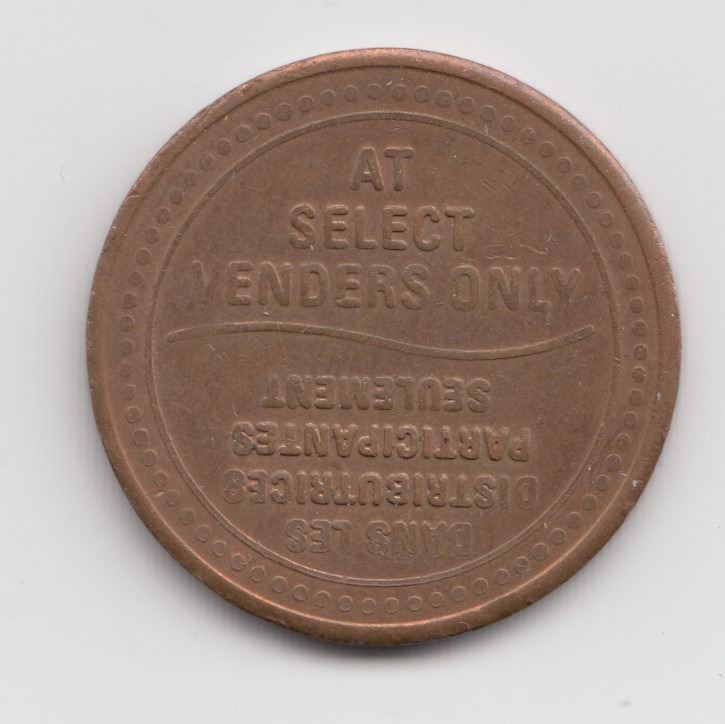 AT
SELECT
VENDERS ONLY
DANS LES
DISTRIBUTRICES
PARTICIPANTES
SEULEMENT